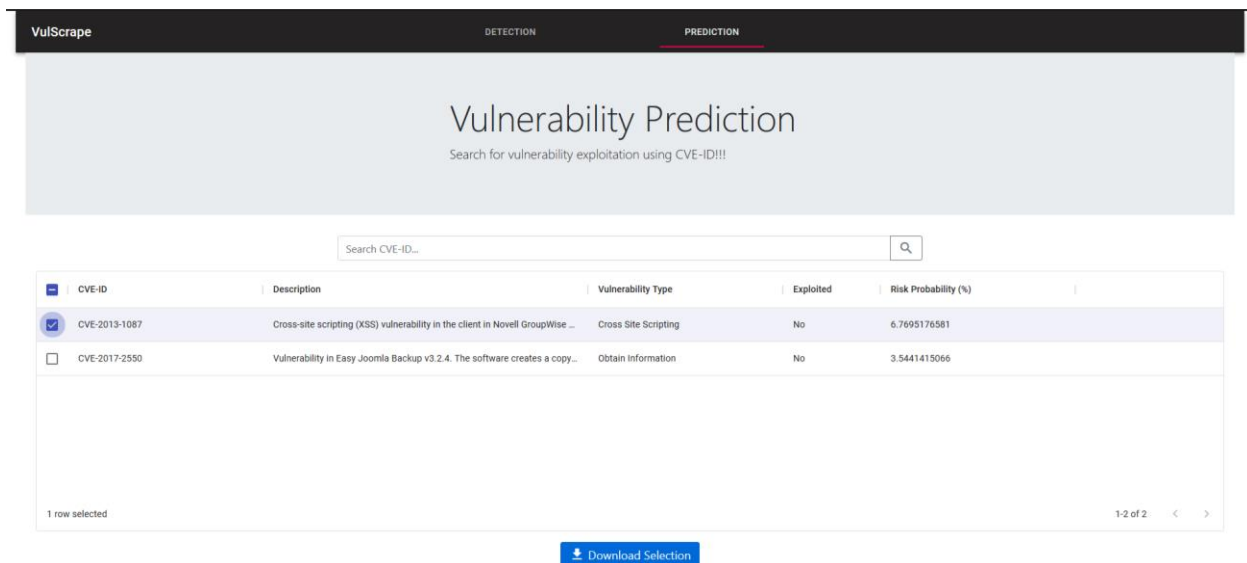 VulScrape DETECTION PREDICTION
Vulnerability Prediction
Search for vulnerability exploitation using CVE-ID!!!
Search CVE-ID...
CVE-ID Description Vulnerability Type Exploited Risk Probability (%)
CVE-2013-1087 Cross-site scripting (XSS) vulnerability in the client in Novell GroupWise ... Cross Site Scripting No 6.7695176581
CVE-2017-2550 Vulnerability in Easy Joomla Backup v3.2.4. The software creates a copy... Obtain Information No 3.5441415066
1 row selected 1-2 of 2
Download Selection